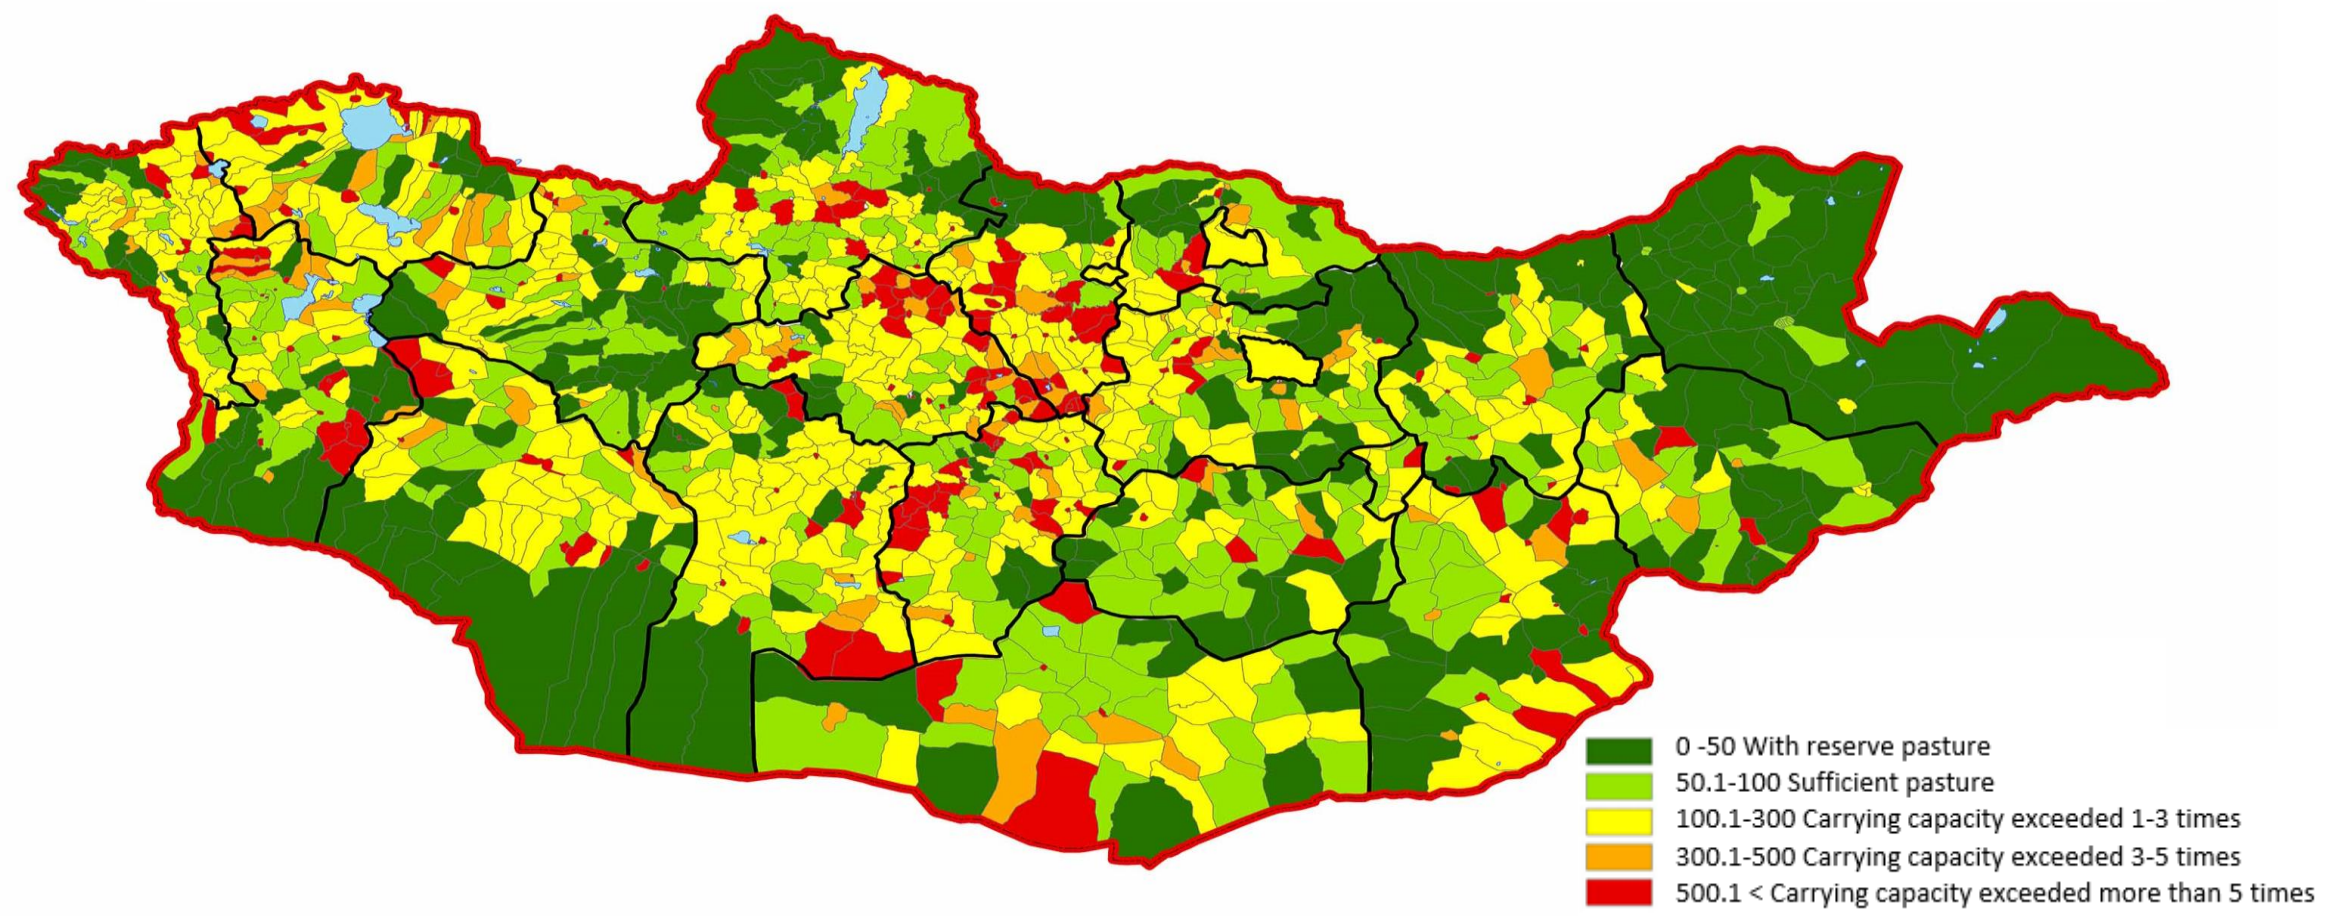 0 -50 With reserve pasture
50.1-100 Sufficient pasture
100.1-300 Carrying capacity exceeded 1-3 times
300.1-500 Carrying capacity exceeded 3-5 times
500.1 < Carrying capacity exceeded more than 5 times